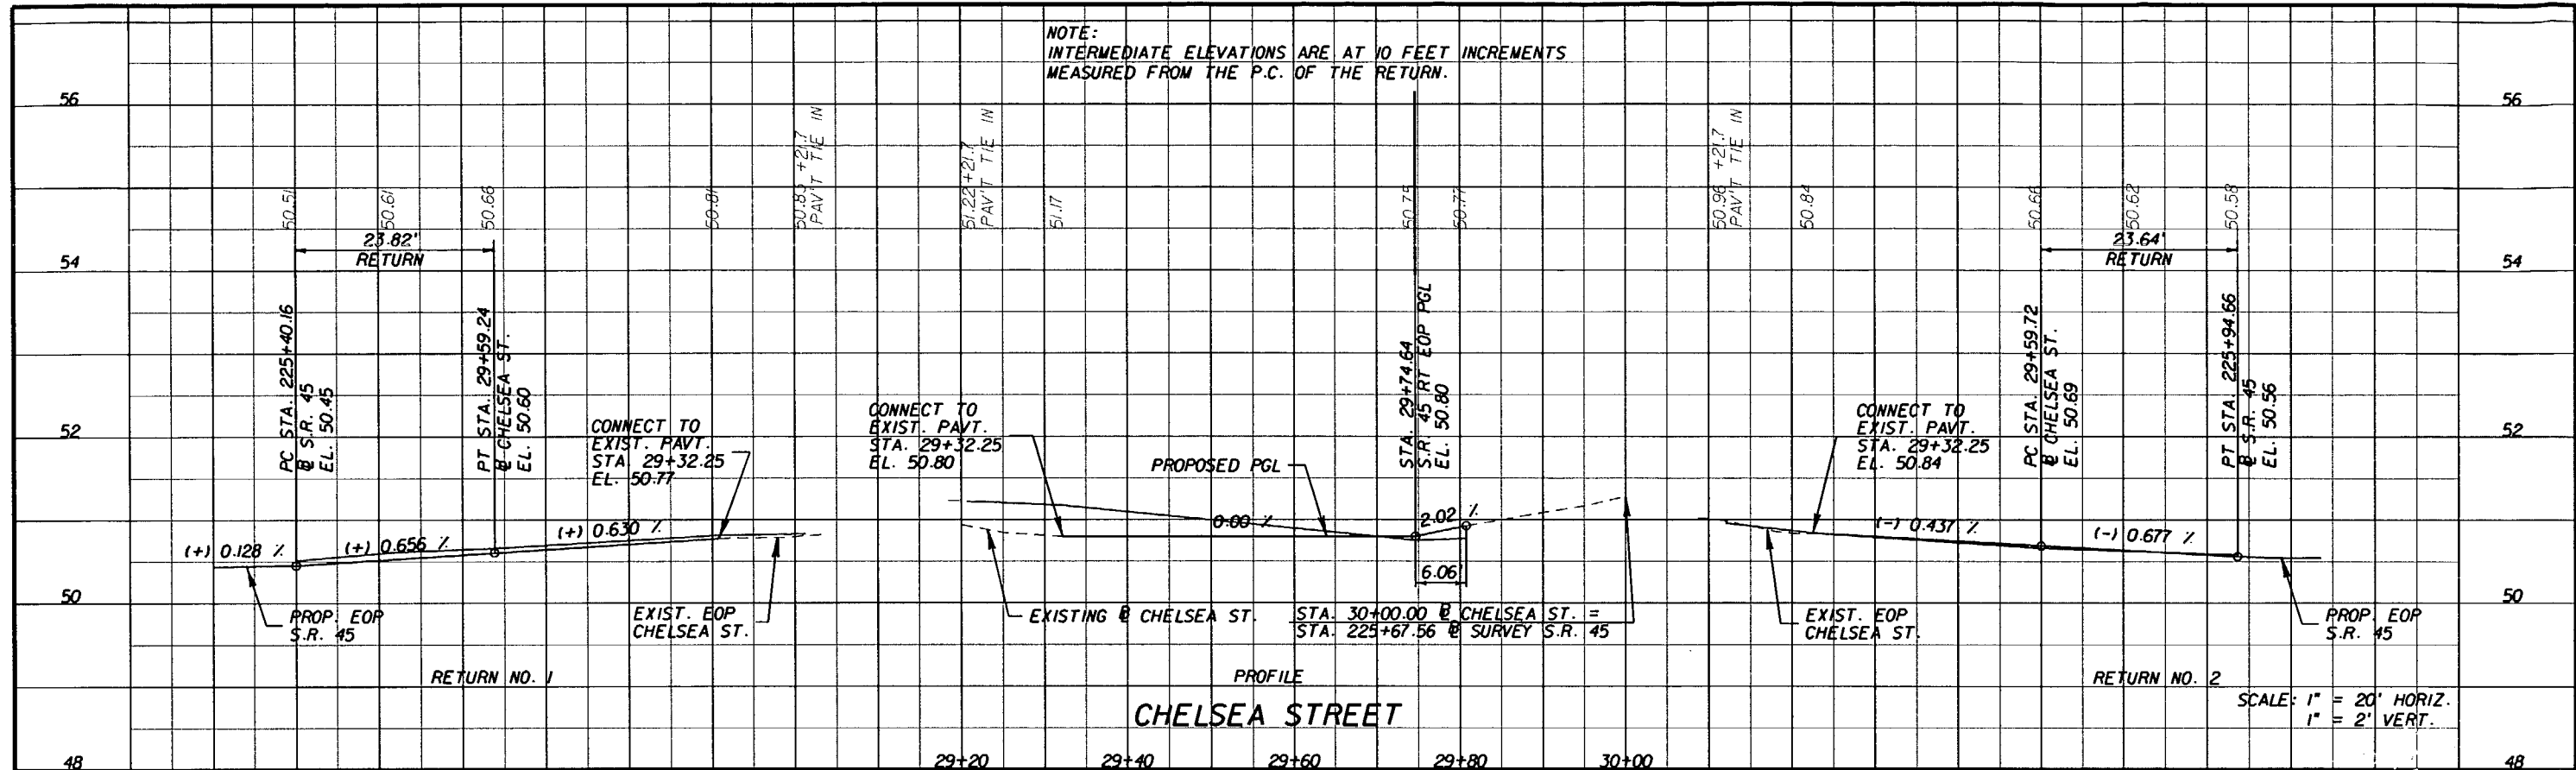 NOTE:
INTERMEDIATE ELEVATIONS ARE AT 10 FEET INCREMENTS
MEASURED FROM THE P.C. OF THE RETURN.
56
56
54
54
52
52
50
50
48
48
50.51
50.61
50.66
50.81
50.83 +21.7
PAV'T TIE IN
51.22+21.7
PAV'T TIE IN
51.17
50.75
50.77
50.96 +21.7
PAV'T TIE IN
50.84
50.66
50.62
50.58
23.82'
RETURN
PC STA. 225+40.16
S.R. 45
EL. 50.45
PT STA. 29+59.24
CHELSEA ST.
EL. 50.60
CONNECT TO
EXIST. PAVT.
STA. 29+32.25
EL. 50.77
CONNECT TO
EXIST. PAVT.
STA. 29+32.25
EL. 50.80
PROPOSED PGL
STA. 29+74.64
S.R. 45 RT EOP PGL
EL. 50.80
CONNECT TO
EXIST. PAVT.
STA. 29+32.25
EL. 50.84
23.64'
RETURN
PC STA. 29+59.72
CHELSEA ST.
EL. 50.69
PT STA. 225+94.66
S.R. 45
EL. 50.56
(+) 0.128 %
(+) 0.656 %
(+) 0.630 %
0.00 %
2.02 %
6.06'
(-) 0.437 %
(-) 0.677 %
PROP. EOP
S.R. 45
EXIST. EOP
CHELSEA ST.
EXISTING CHELSEA ST.
STA. 30+00.00 CHELSEA ST. =
STA. 225+67.56 SURVEY S.R. 45
EXIST. EOP
CHELSEA ST.
PROP. EOP
S.R. 45
RETURN NO. 1
PROFILE
RETURN NO. 2
CHELSEA STREET
SCALE: 1" = 20' HORIZ.
1" = 2' VERT.
29+20
29+40
29+60
29+80
30+00